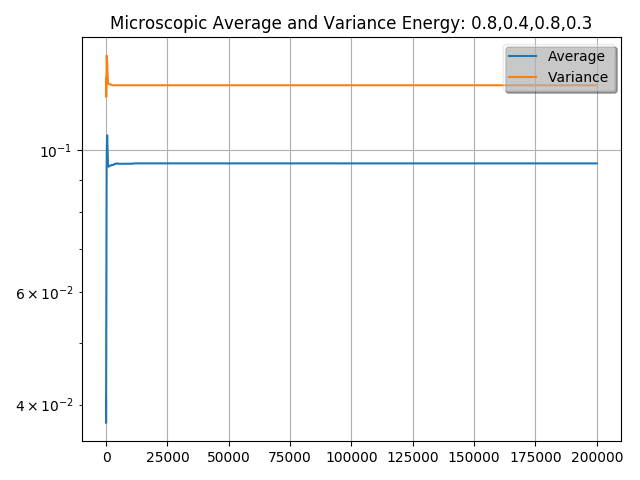 Microscopic Average and Variance Energy: 0.8,0.4,0.8,0.3
Average
Variance
10⁻¹
6 × 10⁻²
4 × 10⁻²
0 25000 50000 75000 100000 125000 150000 175000 200000